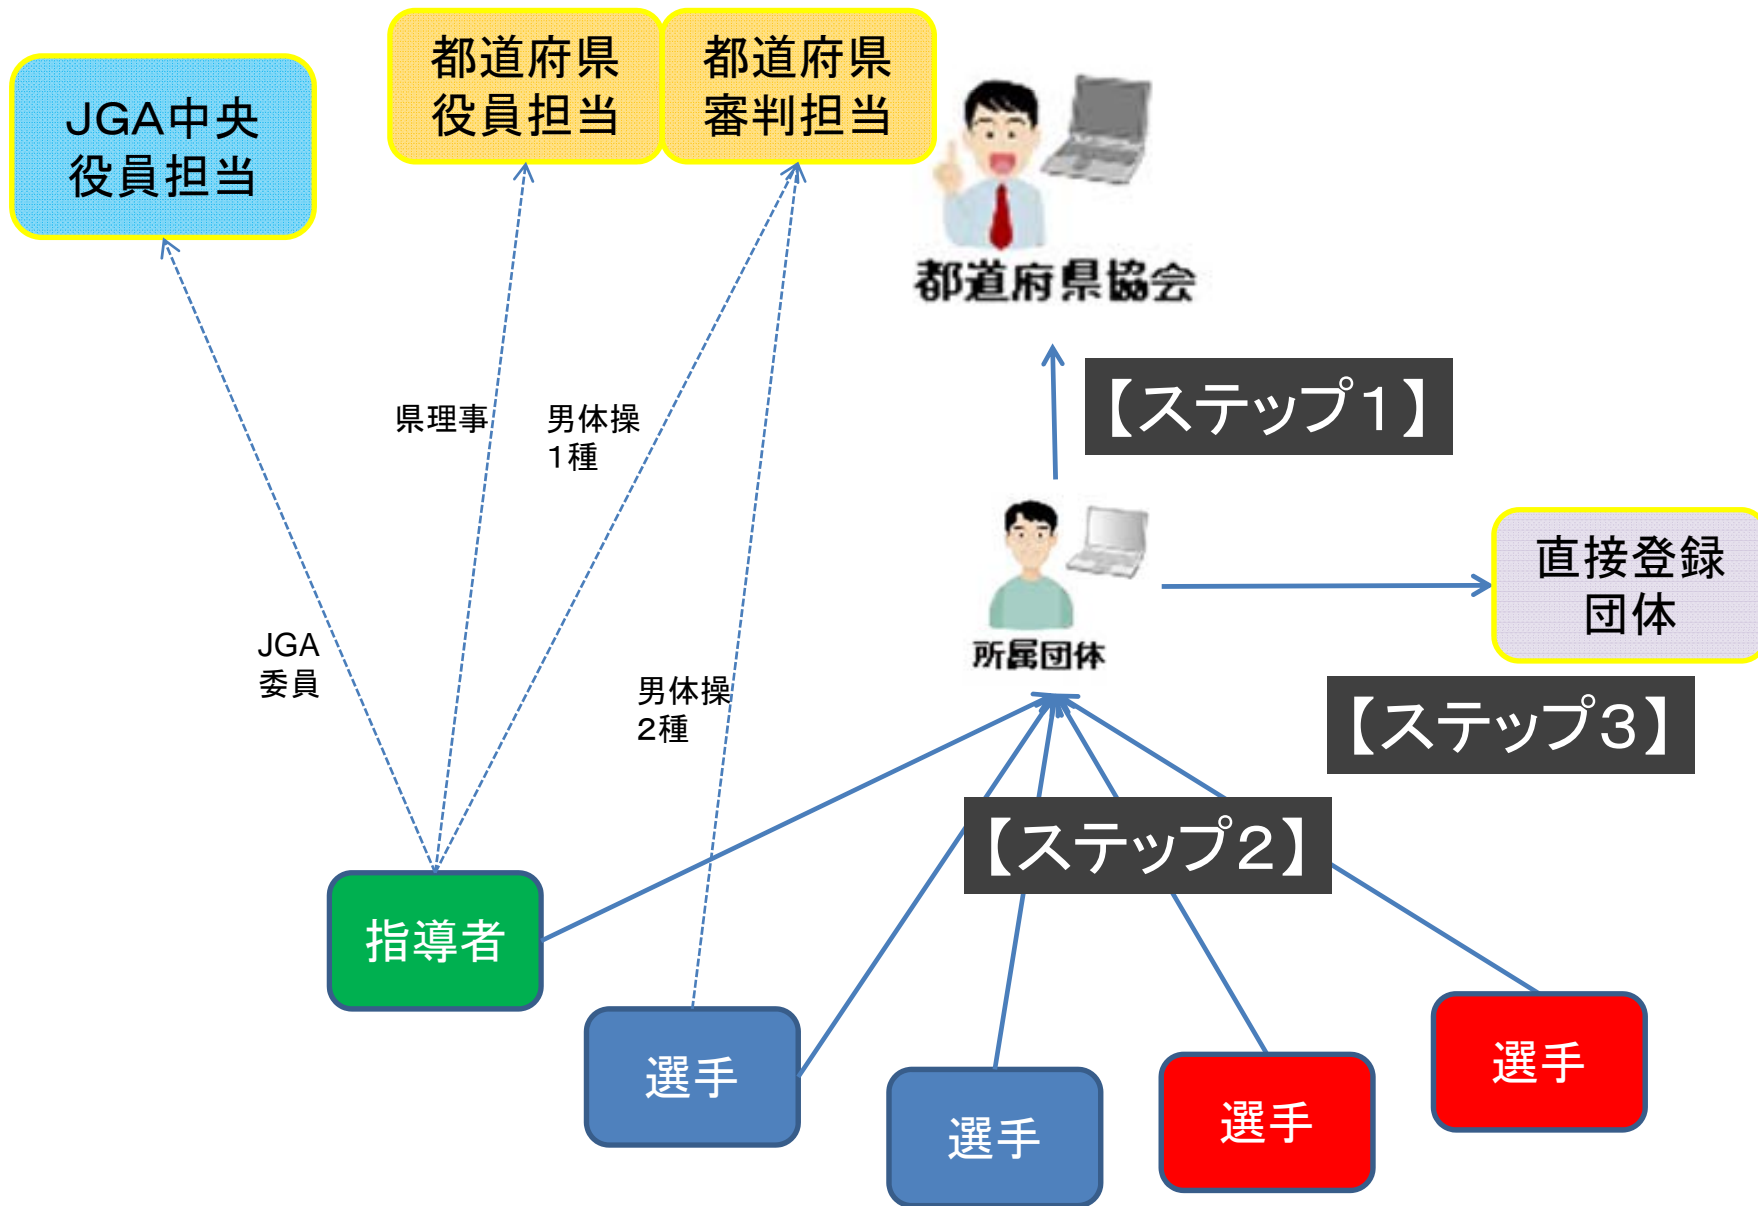 JGA中央
役員担当
都道府県
役員担当
都道府県
審判担当
都道府県協会
【ステップ１】
県理事
男体操
１種
所属団体
直接登録
団体
JGA
委員
男体操
２種
【ステップ３】
【ステップ２】
指導者
選手
選手
選手
選手